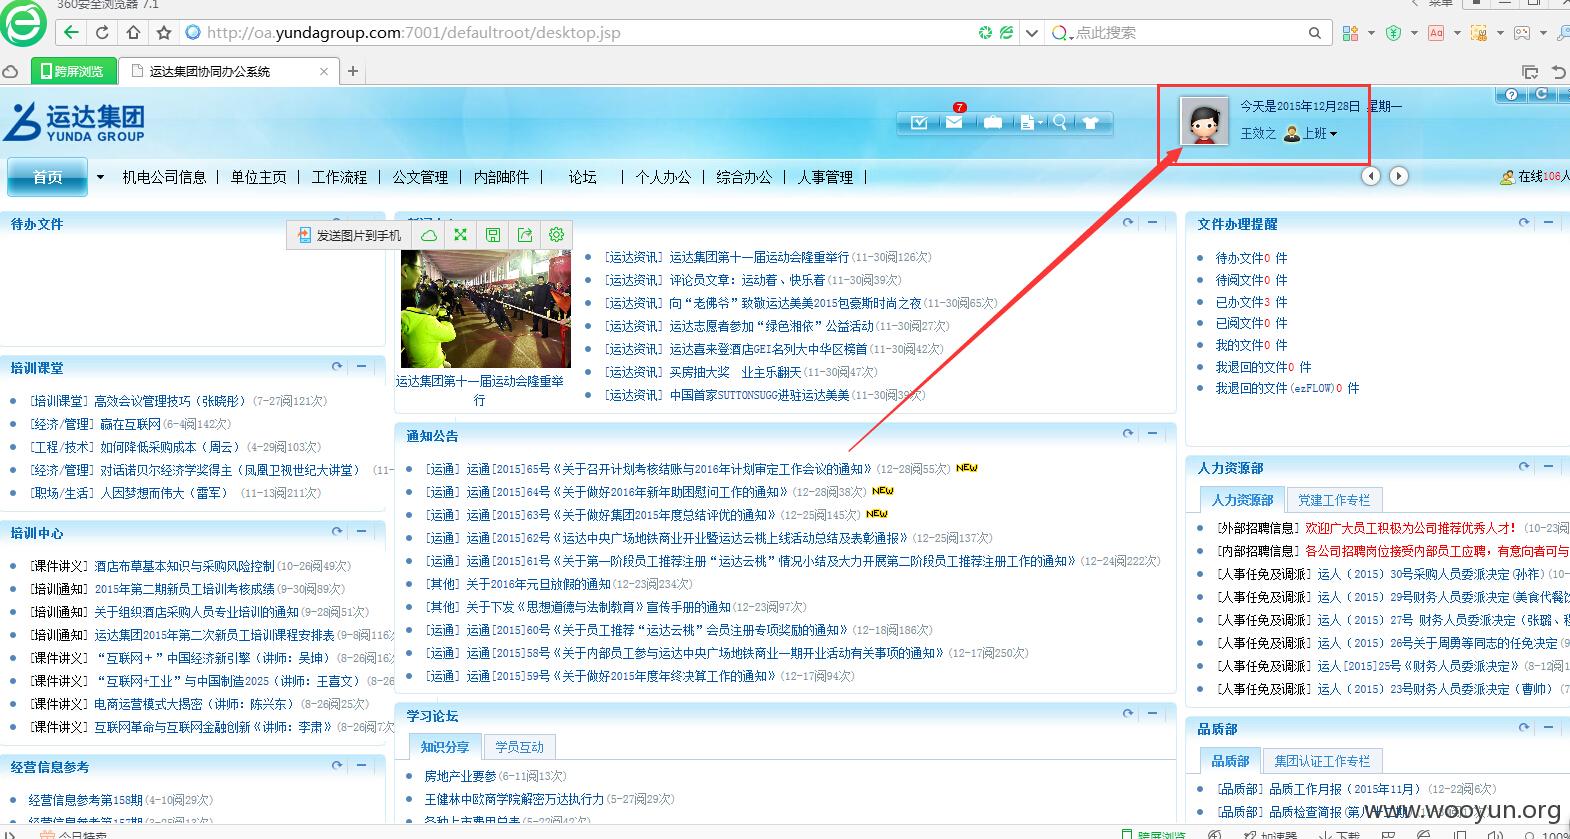 360安全浏览器 7.1
菜单
http://oa.yundagroup.com:7001/defaultroot/desktop.jsp
点此搜索
跨屏浏览
运达集团协同办公系统
运达集团
YUNDA GROUP
7
今天是2015年12月28日 星期一
王效之 上班
首页
机电公司信息 | 单位主页 | 工作流程 | 公文管理 | 内部邮件 | 论坛 | 个人办公 | 综合办公 | 人事管理 |
在线106人
待办文件
发送图片到手机
运达集团第十一届运动会隆重举行
[运达资讯] 运达集团第十一届运动会隆重举行(11-30阅126次)
[运达资讯] 评论员文章：运动着、快乐着(11-30阅39次)
[运达资讯] 向“老佛爷”致敬运达美美2015包豪斯时尚之夜(11-30阅65次)
[运达资讯] 运达志愿者参加“绿色湘依”公益活动(11-30阅27次)
[运达资讯] 运达喜来登酒店GEI名列大中华区榜首(11-30阅42次)
[运达资讯] 买房抽大奖 业主乐翻天(11-30阅47次)
[运达资讯] 中国首家SUTTONSUGG进驻运达美美(11-30阅39次)
文件办理提醒
待办文件0 件
待阅文件0 件
已办文件3 件
已阅文件0 件
我的文件0 件
我退回的文件0 件
我退回的文件(ezFLOW)0 件
培训课堂
[培训课堂] 高效会议管理技巧（张晓彤）(7-27阅121次)
[经济/管理] 赢在互联网(6-4阅142次)
[工程/技术] 如何降低采购成本（周云）(4-29阅103次)
[经济/管理] 对话诺贝尔经济学奖得主（凤凰卫视世纪大讲堂）(11-
[职场/生活] 人因梦想而伟大（雷军）(11-13阅211次)
通知公告
[运通] 运通[2015]65号《关于召开计划考核结账与2016年计划审定工作会议的通知》(12-28阅55次) NEW
[运通] 运通[2015]64号《关于做好2016年新年助困慰问工作的通知》(12-28阅38次) NEW
[运通] 运通[2015]63号《关于做好集团2015年度总结评优的通知》(12-25阅145次) NEW
[运通] 运通[2015]62号《运达中央广场地铁商业开业暨运达云桃上线活动总结及表彰通报》(12-25阅137次)
[运通] 运通[2015]61号《关于第一阶段员工推荐注册“运达云桃”情况小结及大力开展第二阶段员工推荐注册工作的通知》(12-24阅222次)
[其他] 关于2016年元旦放假的通知(12-23阅234次)
[其他] 关于下发《思想道德与法制教育》宣传手册的通知(12-23阅97次)
[运通] 运通[2015]60号《关于员工推荐“运达云桃”会员注册专项奖励的通知》(12-18阅186次)
[运通] 运通[2015]58号《关于内部员工参与运达中央广场地铁商业一期开业活动有关事项的通知》(12-17阅250次)
[运通] 运通[2015]59号《关于做好2015年度年终决算工作的通知》(12-17阅94次)
人力资源部
人力资源部 党建工作专栏
[外部招聘信息] 欢迎广大员工积极为公司推荐优秀人才！(10-23阅
[内部招聘信息] 各公司招聘岗位接受内部员工应聘，有意向者可与
[人事任免及调派] 运人（2015）30号采购人员委派决定(孙祚)(10-
[人事任免及调派] 运人（2015）29号财务人员委派决定(美食代餐饮
[人事任免及调派] 运人（2015）27号 财务人员委派决定（张璐、
[人事任免及调派] 运人（2015）26号关于周勇等同志的任免决定(9-
[人事任免及调派] 运人[2015]25号《财务人员委派决定》(8-12阅1
[人事任免及调派] 运人（2015）23号财务人员委派决定（曹帅）(7
培训中心
[课件讲义] 酒店布草基本知识与采购风险控制(10-26阅49次)
[培训通知] 2015年第二期新员工培训考核成绩(9-30阅89次)
[培训通知] 关于组织酒店采购人员专业培训的通知(9-28阅51次)
[培训通知] 运达集团2015年第二次新员工培训课程安排表(9-8阅116次
[课件讲义] “互联网＋”中国经济新引擎（讲师：吴坤）(8-26阅16次
[课件讲义] “互联网+工业”与中国制造2025（讲师：王喜文）(8-26
[课件讲义] 电商运营模式大揭密（讲师：陈兴东）(8-26阅25次)
[课件讲义] 互联网革命与互联网金融创新《讲师：李肃》(8-26阅7次
学习论坛
知识分享 学员互动
房地产业要参(6-11阅13次)
王健林中欧商学院解密万达执行力(5-27阅29次)
各种上市费用总表(5-22阅42次)
品质部
品质部 集团认证工作专栏
[品质部] 品质工作月报（2015年11月）(12-22阅6次)
[品质部] 品质检查简报(第八
经营信息参考
经营信息参考第158期(4-10阅29次)
经营信息参考第157期(3-25阅13次)
www.wooyun.org
今日特卖
跨屏浏览
加速器
下载
100%